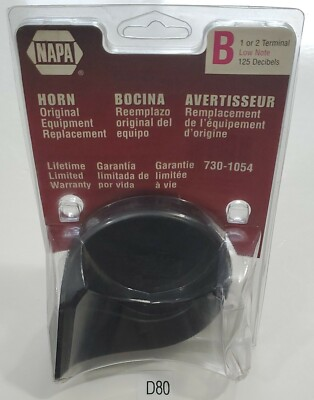 NAPA
B
1 or 2 Terminal
Low Note
125 Decibels
HORN
Original
Equipment
Replacement
BOCINA
Reemplazo
original del
equipo
AVERTISSEUR
Remplacement
de l'équipement
d'origine
Lifetime
Limited
Warranty
Garantía
limitada de
por vida
Garantie
limitée
à vie
730-1054
D80